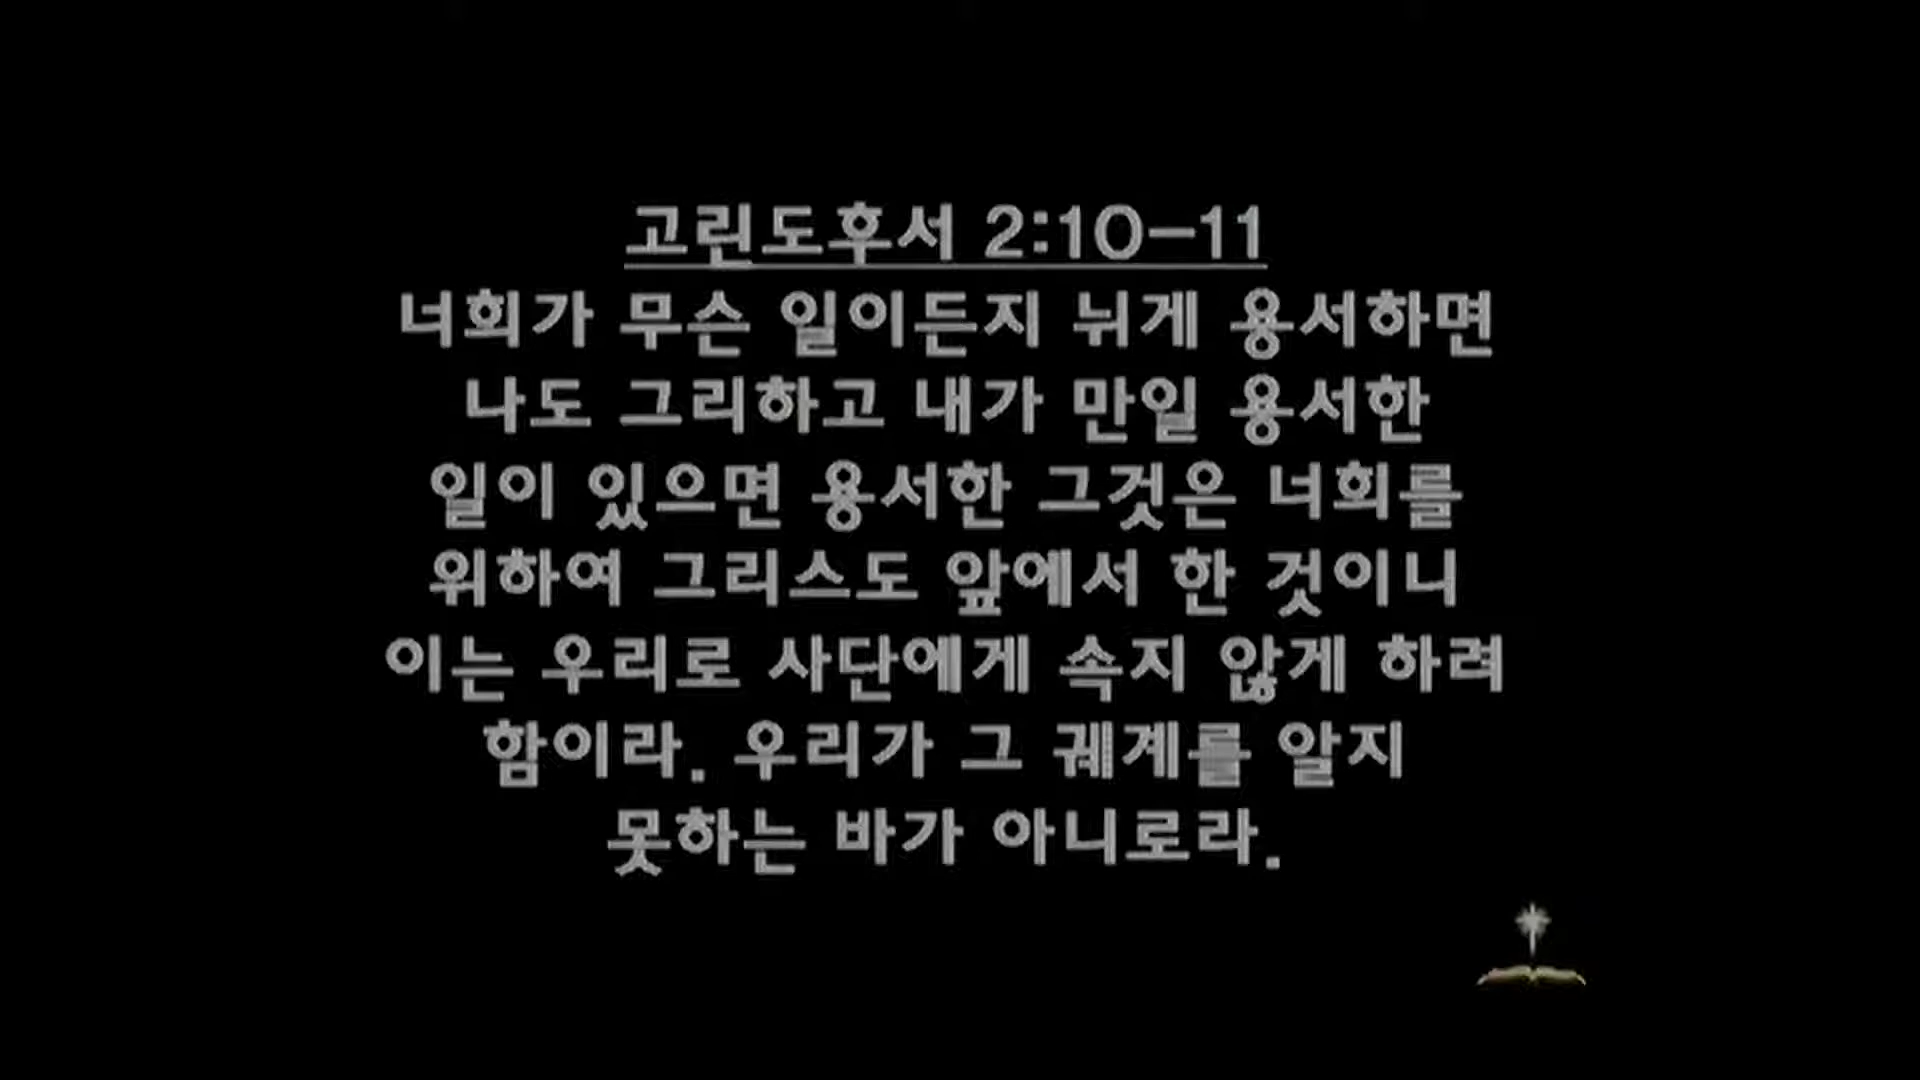 고린도후서 2:10-11
너희가 무슨 일이든지 뉘게 용서하면
나도 그리하고 내가 만일 용서한
일이 있으면 용서한 그것은 너희를
위하여 그리스도 앞에서 한 것이니
이는 우리로 사단에게 속지 않게 하려
함이라. 우리가 그 궤계를 알지
못하는 바가 아니로라.